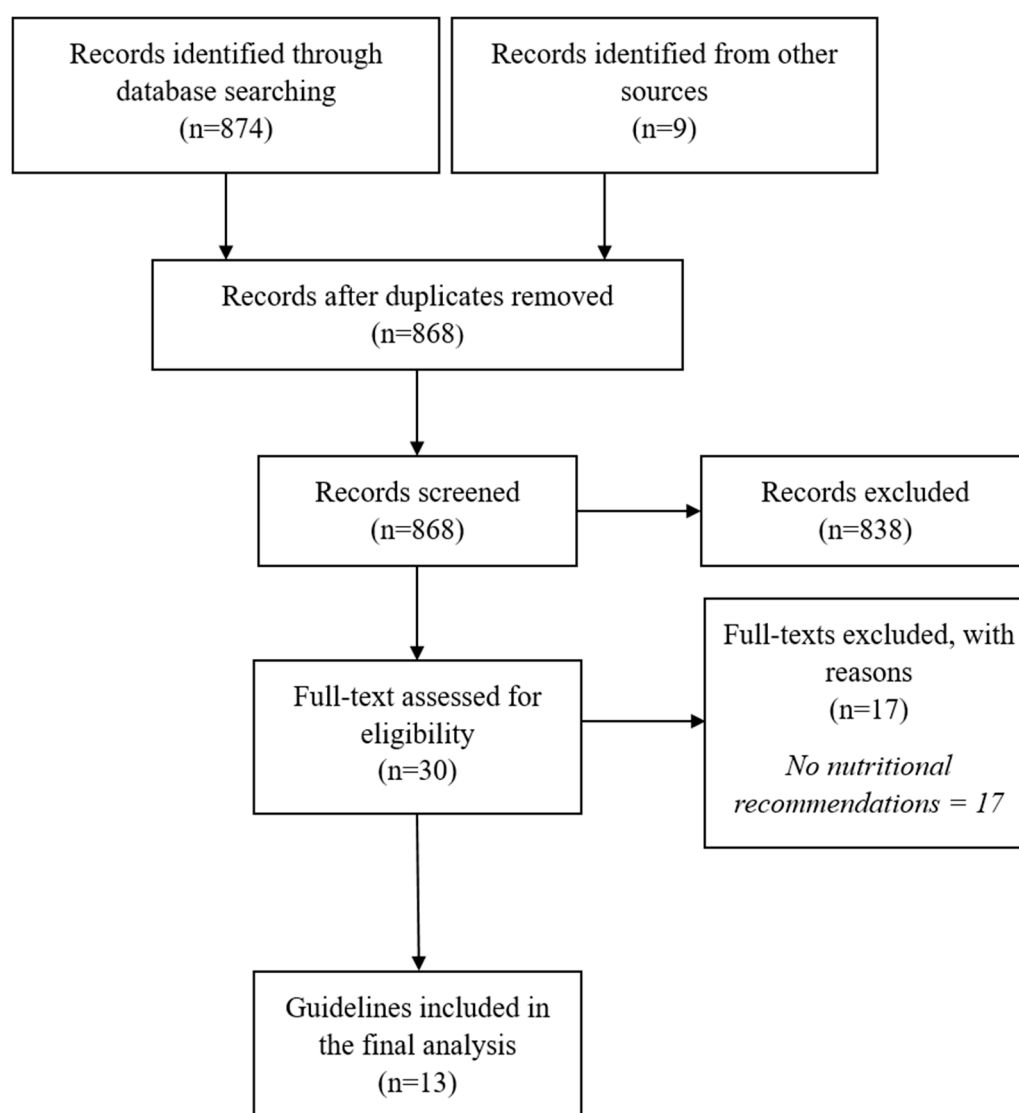 Records identified through
database searching
(n=874)
Records identified from other
sources
(n=9)
Records after duplicates removed
(n=868)
Records screened
(n=868)
Records excluded
(n=838)
Full-text assessed for
eligibility
(n=30)
Full-texts excluded, with
reasons
(n=17)
No nutritional
recommendations = 17
Guidelines included in
the final analysis
(n=13)